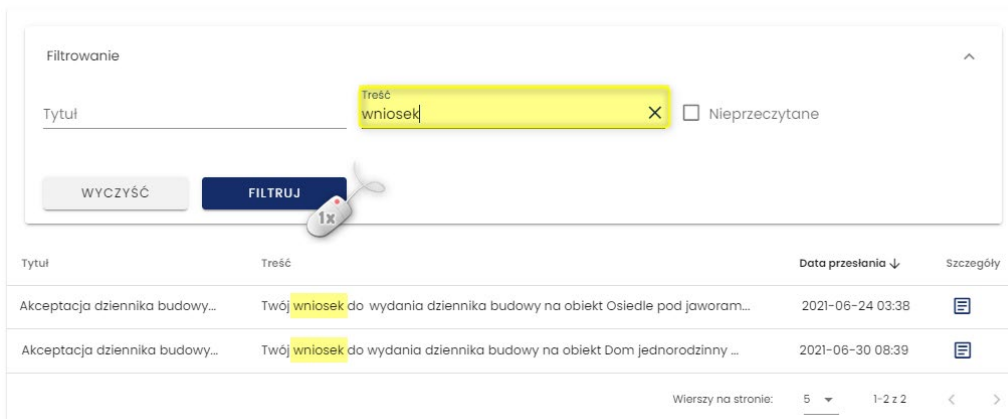 Filtrowanie
Tytuł
Treść
wniosek
Nieprzeczytane
WYCZYŚĆ
FILTRUJ
1x
Tytuł Treść Data przesłania Szczegóły
Akceptacja dziennika budowy... Twój wniosek do wydania dziennika budowy na obiekt Osiedle pod jaworam... 2021-06-24 03:38
Akceptacja dziennika budowy... Twój wniosek do wydania dziennika budowy na obiekt Dom jednorodzinny ... 2021-06-30 08:39
Wierszy na stronie: 5 1-2 z 2